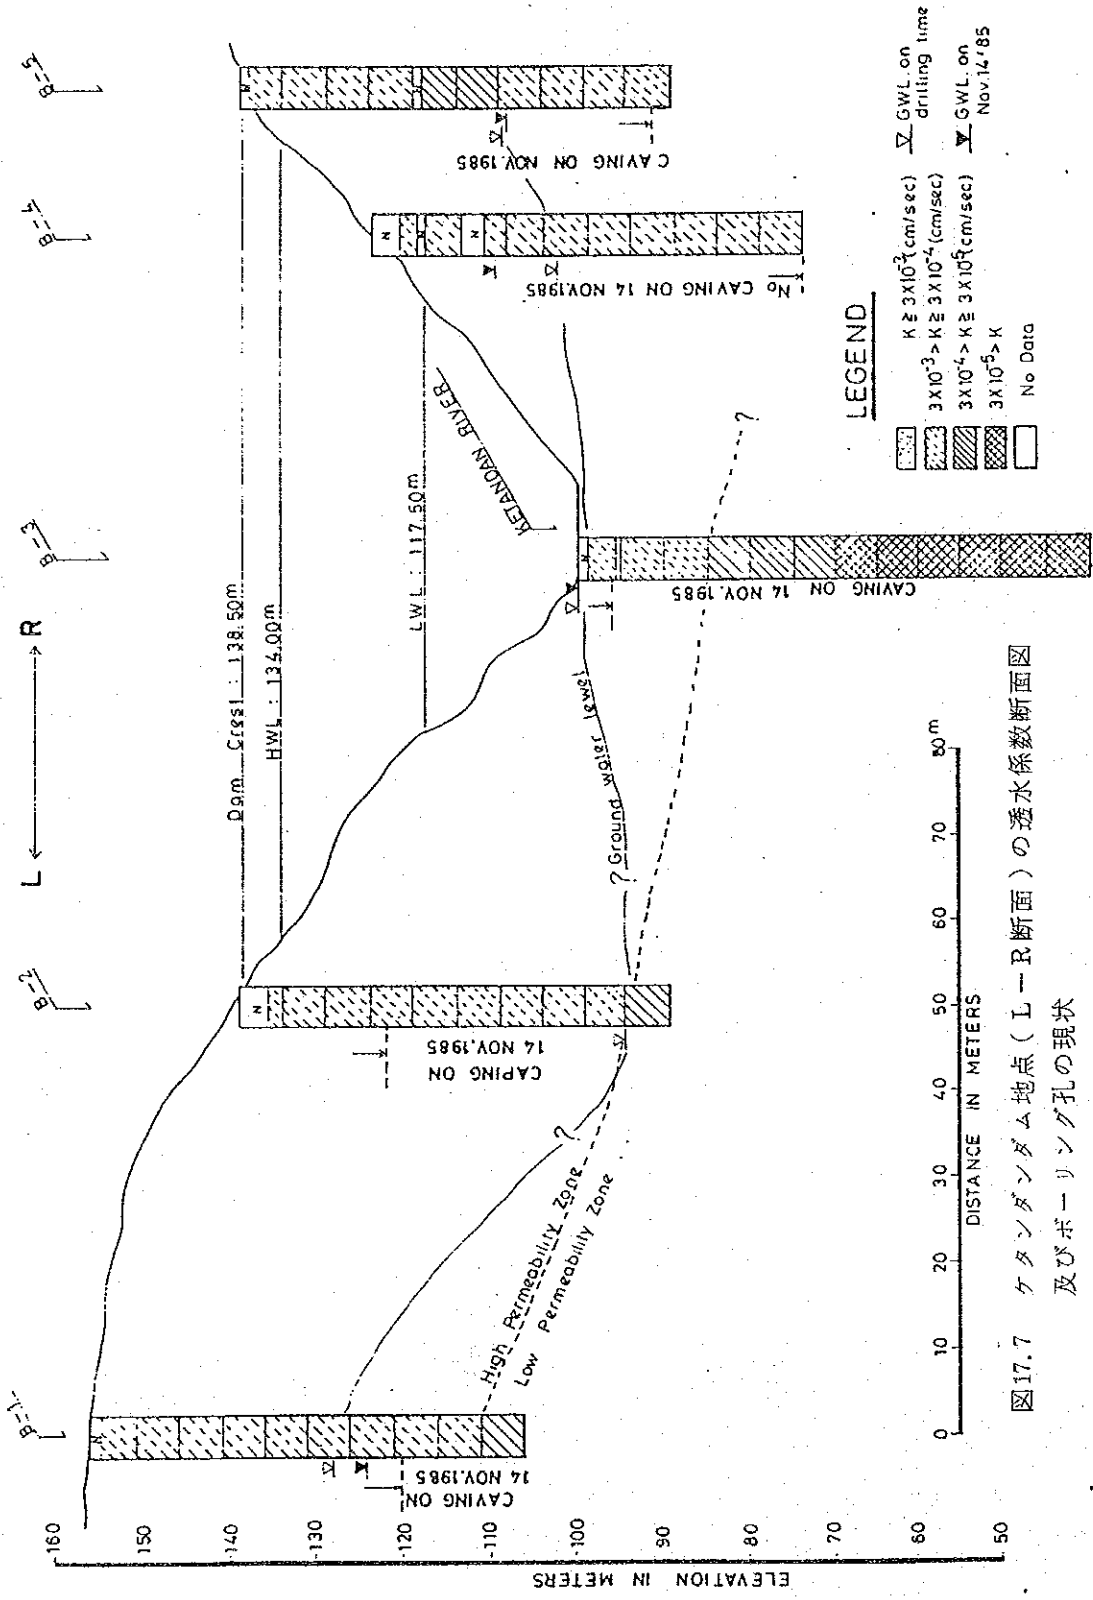 B-1
B-2
B-3
B-4
B-5
L ←→ R
Dam Crest : 138.50m
HWL : 134.00m
LWL : 117.50m
KETANDAN RIVER
? Ground water level
?
?
High Permeability Zone
Low Permeability Zone
N
N
N
N
N
N
N
N
CAVING ON
14 NOV.1985
CAPING ON
14 NOV.1985
CAVING ON 14 NOV.1985
No CAVING ON 14 NOV.1985
CAVING ON NOV.1985
ELEVATION IN METERS
160
150
140
130
120
110
100
90
80
70
60
50
0 10 20 30 40 50 60 70 80m
DISTANCE IN METERS
LEGEND
K ≧ 3X10⁻³(cm/sec)
3X10⁻³ > K ≧ 3X10⁻⁴(cm/sec)
3X10⁻⁴ > K ≧ 3X10⁻⁵(cm/sec)
3X10⁻⁵ > K
No Data
GWL on
drilling time
GWL on
Nov.14'85
図17.7 ケタンダンダム地点(L-R断面)の透水係数断面図
及びボーリング孔の現状